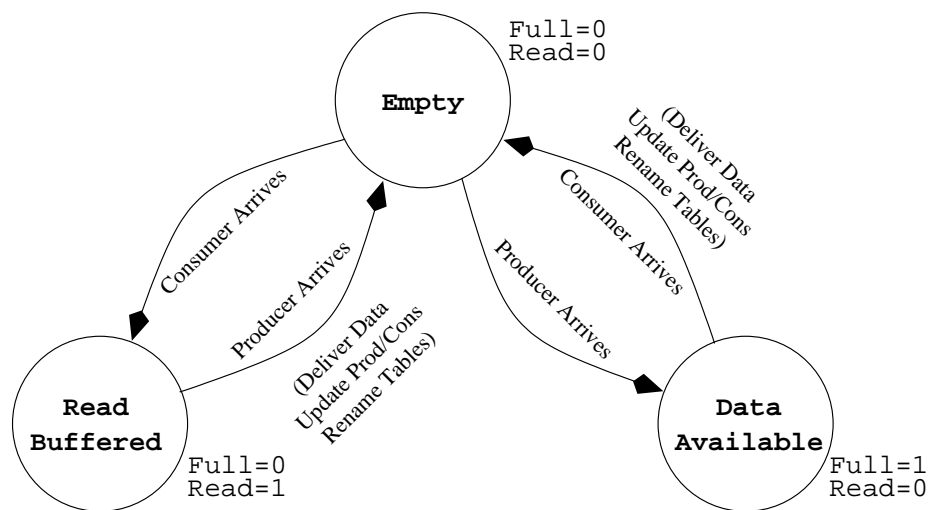 Full=0
Read=0
Empty
(Deliver Data
Update Prod/Cons
Rename Tables)
Consumer Arrives
Consumer Arrives
Producer Arrives
Producer Arrives
(Deliver Data
Update Prod/Cons
Rename Tables)
Read
Buffered
Full=0
Read=1
Data
Available
Full=1
Read=0